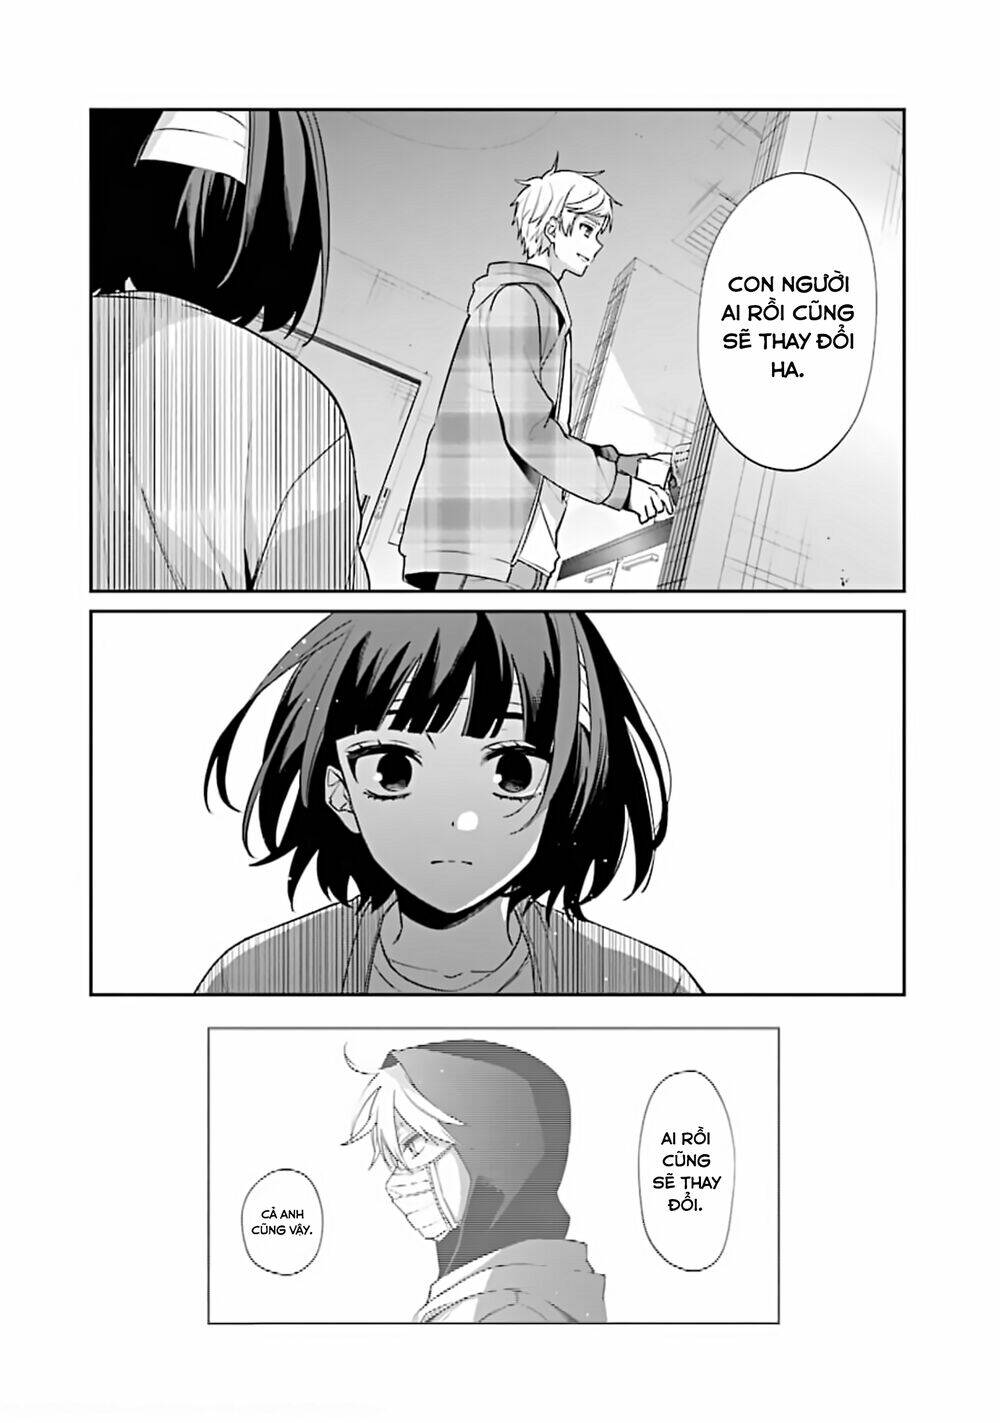 CON NGƯỜI
AI RỒI CŨNG
SẼ THAY ĐỔI
HA.
AI RỒI
CŨNG
SẼ THAY
ĐỔI.
CẢ ANH
CŨNG VẬY.